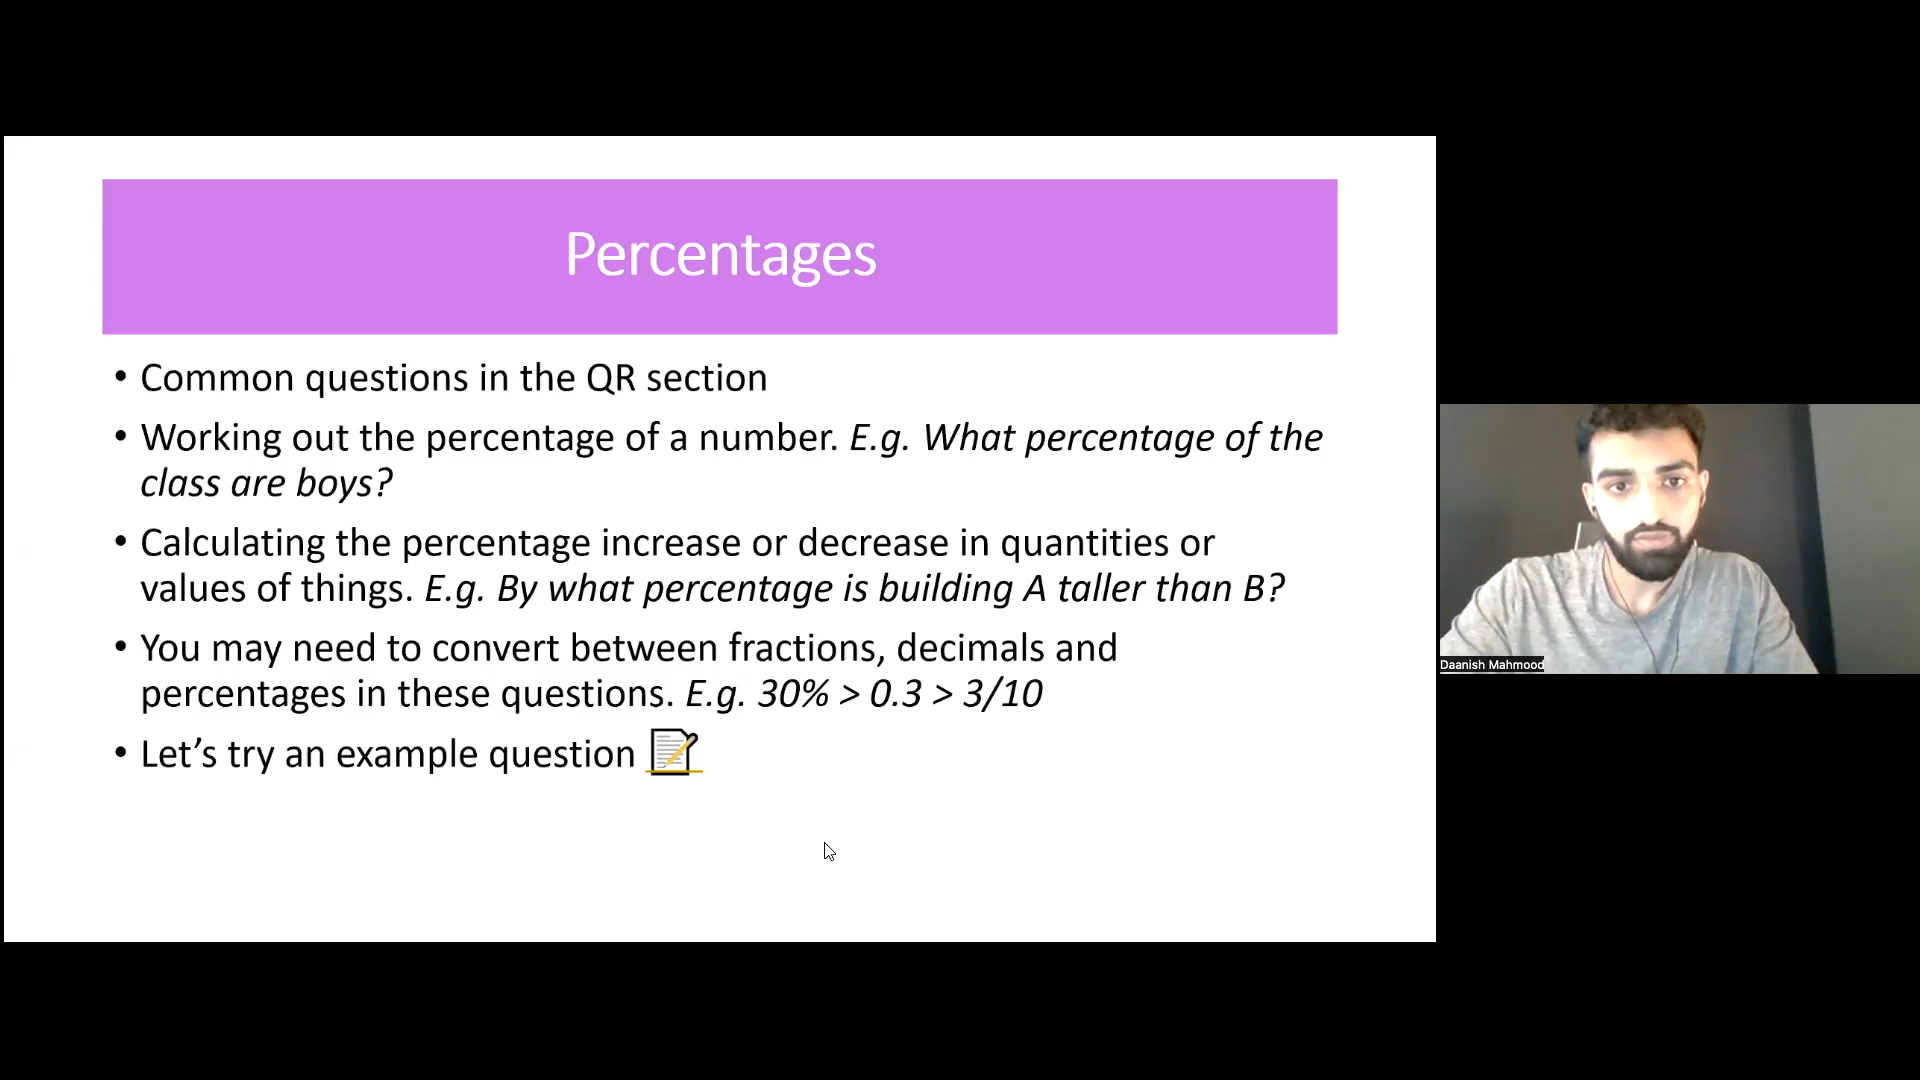 Percentages
• Common questions in the QR section
• Working out the percentage of a number. E.g. What percentage of the
class are boys?
• Calculating the percentage increase or decrease in quantities or
values of things. E.g. By what percentage is building A taller than B?
• You may need to convert between fractions, decimals and
percentages in these questions. E.g. 30% > 0.3 > 3/10
• Let’s try an example question
Daanish Mahmood